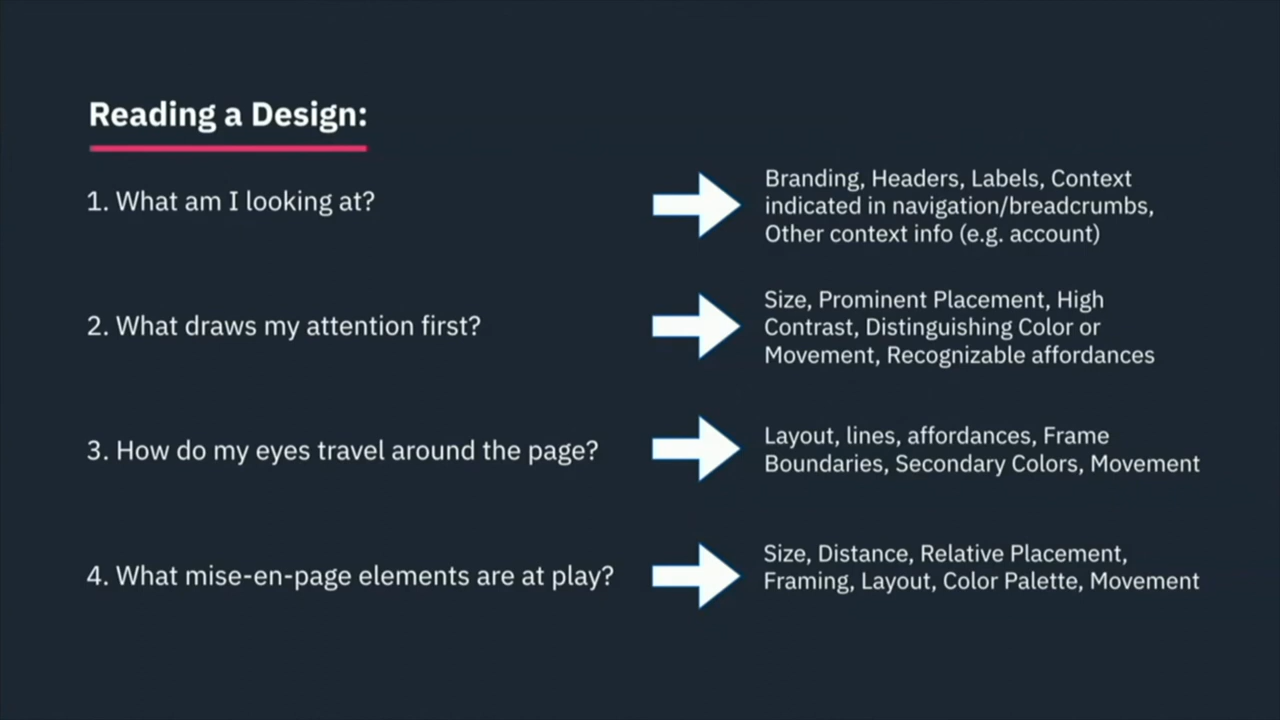 Reading a Design:
1. What am I looking at?
Branding, Headers, Labels, Context
indicated in navigation/breadcrumbs,
Other context info (e.g. account)
2. What draws my attention first?
Size, Prominent Placement, High
Contrast, Distinguishing Color or
Movement, Recognizable affordances
3. How do my eyes travel around the page?
Layout, lines, affordances, Frame
Boundaries, Secondary Colors, Movement
4. What mise-en-page elements are at play?
Size, Distance, Relative Placement,
Framing, Layout, Color Palette, Movement